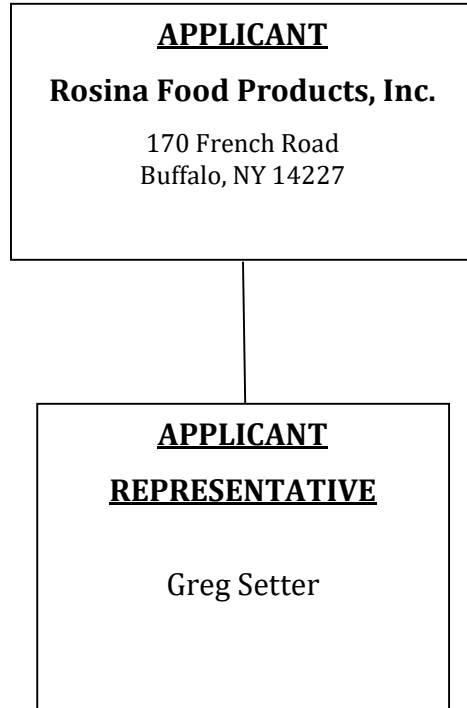 APPLICANT
Rosina Food Products, Inc.
170 French Road
Buffalo, NY 14227
APPLICANT
REPRESENTATIVE
Greg Setter